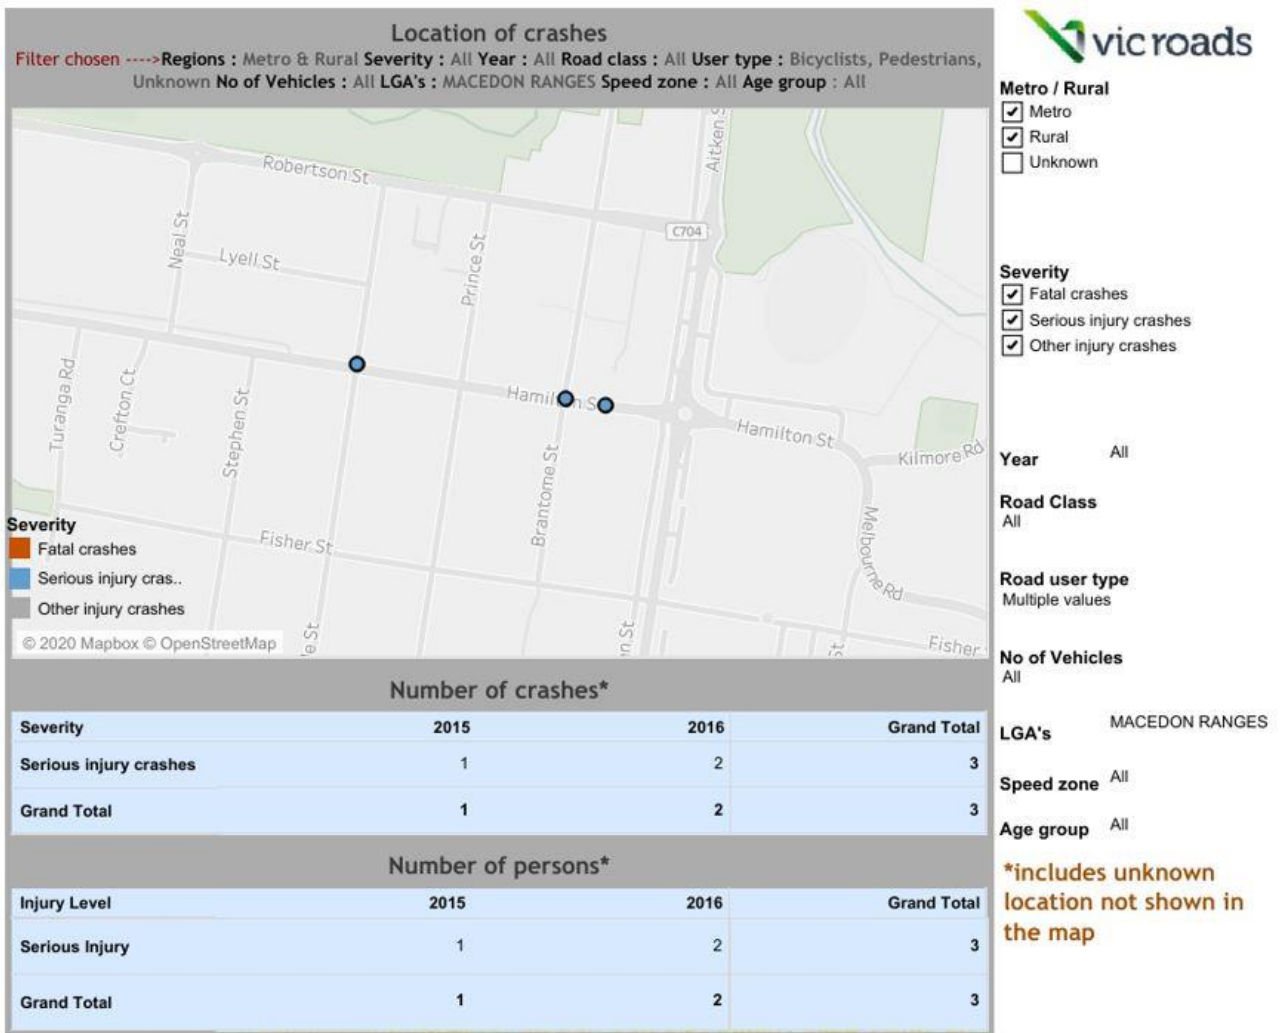 Location of crashes
Filter chosen ---->Regions : Metro & Rural Severity : All Year : All Road class : All User type : Bicyclists, Pedestrians,
Unknown No of Vehicles : All LGA's : MACEDON RANGES Speed zone : All Age group : All
vicroads
Metro / Rural
Metro
Rural
Unknown
Severity
Fatal crashes
Serious injury crashes
Other injury crashes
Year All
Road Class
All
Road user type
Multiple values
No of Vehicles
All
LGA's MACEDON RANGES
Speed zone All
Age group All
*includes unknown
location not shown in
the map
Robertson St
Aitken S
Neal St
Lyell St
Prince St
C704
Turanga Rd
Crefton Ct
Stephen St
Hamil n S
Brantome St
Hamilton St
Kilmore Rd
Melbourne Rd
Fisher St
Fisher
e St
n St
St
Severity
Fatal crashes
Serious injury cras..
Other injury crashes
© 2020 Mapbox © OpenStreetMap
Number of crashes*
Severity 2015 2016 Grand Total
Serious injury crashes 1 2 3
Grand Total 1 2 3
Number of persons*
Injury Level 2015 2016 Grand Total
Serious Injury 1 2 3
Grand Total 1 2 3